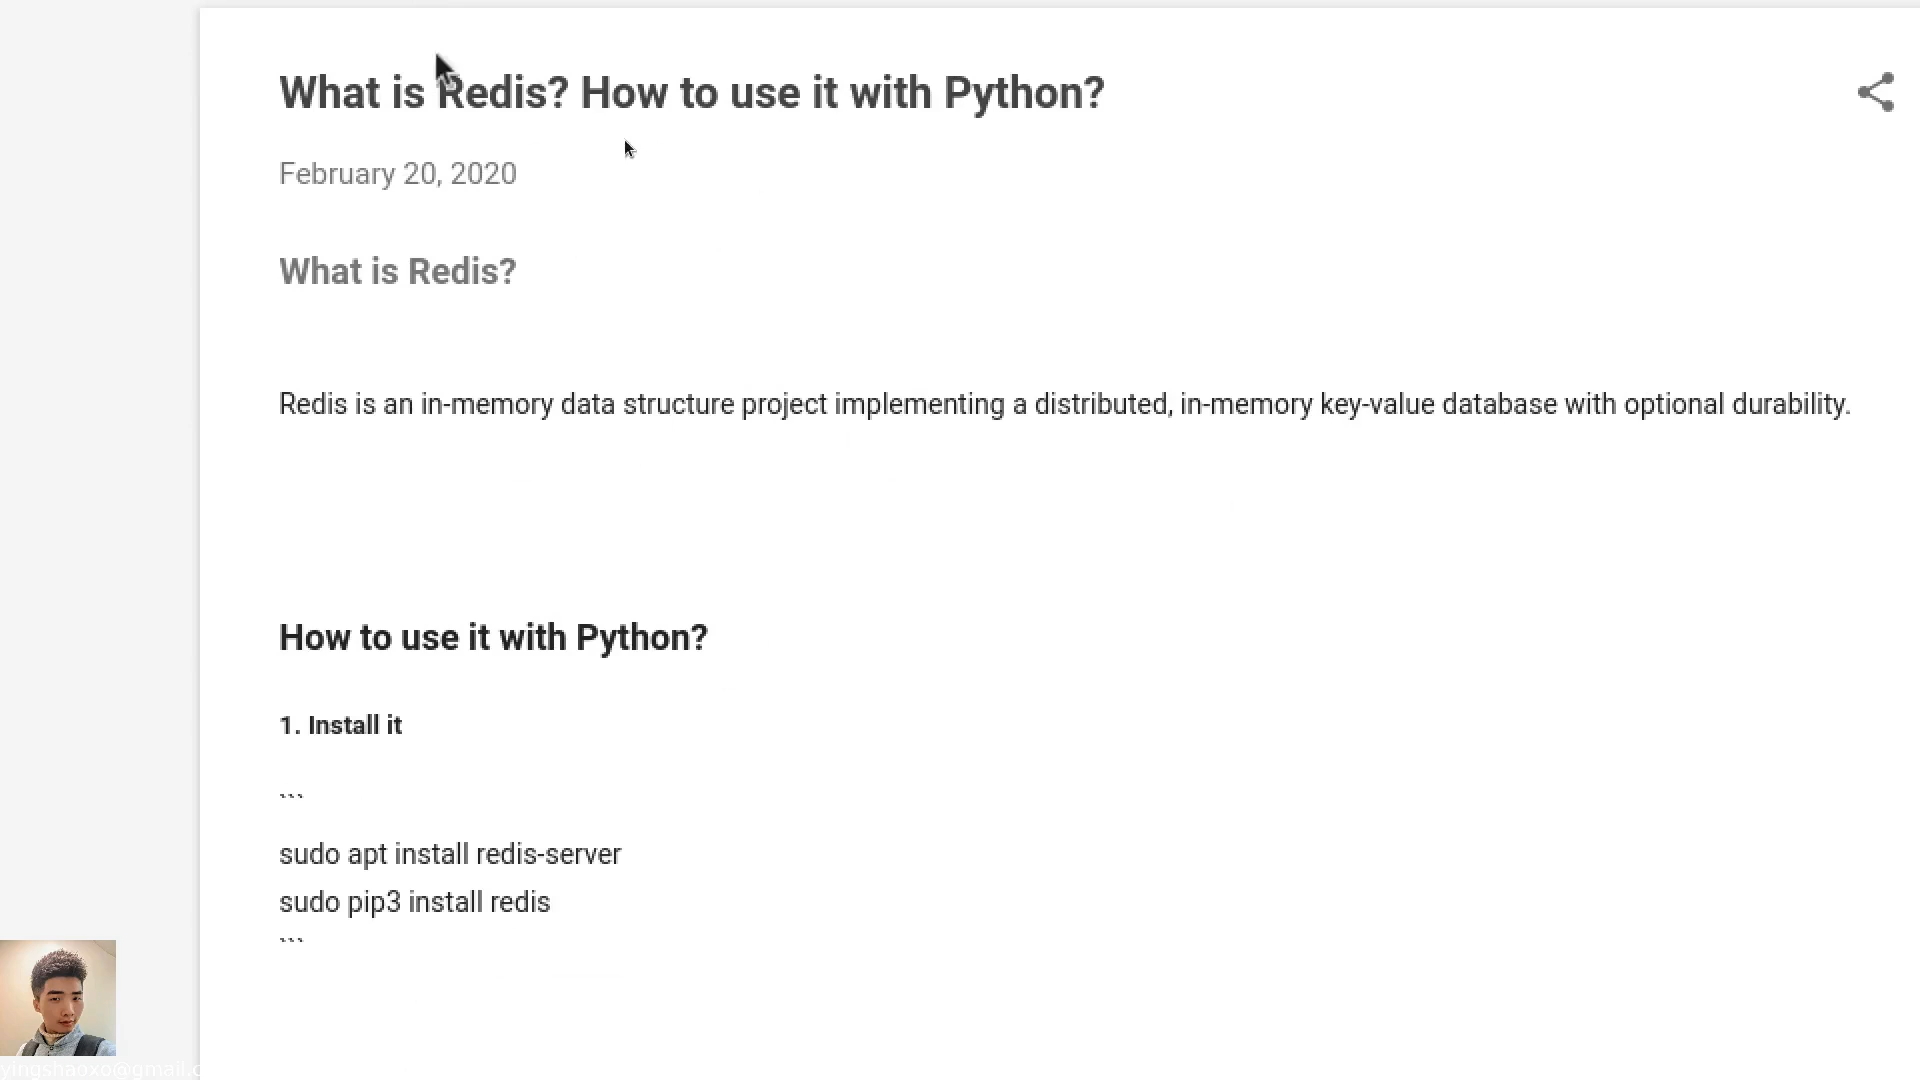 What is Redis? How to use it with Python?
February 20, 2020
What is Redis?
Redis is an in-memory data structure project implementing a distributed, in-memory key-value database with optional durability.
How to use it with Python?
1. Install it
```
sudo apt install redis-server
sudo pip3 install redis
```
yingshaoxo@gmail.c